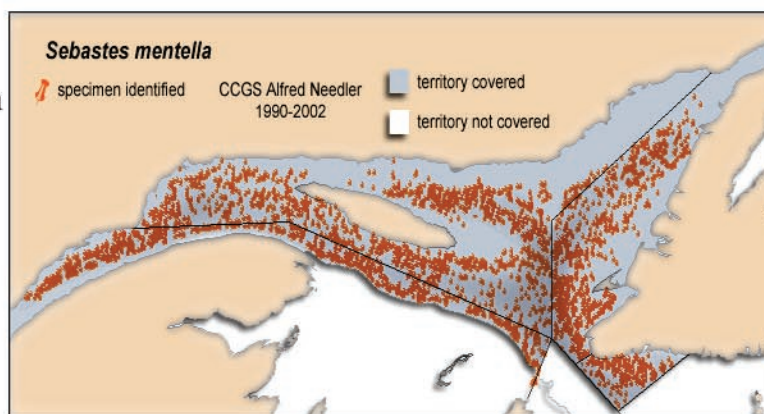 Sebastes mentella
specimen identified
CCGS Alfred Needler
1990-2002
territory covered
territory not covered